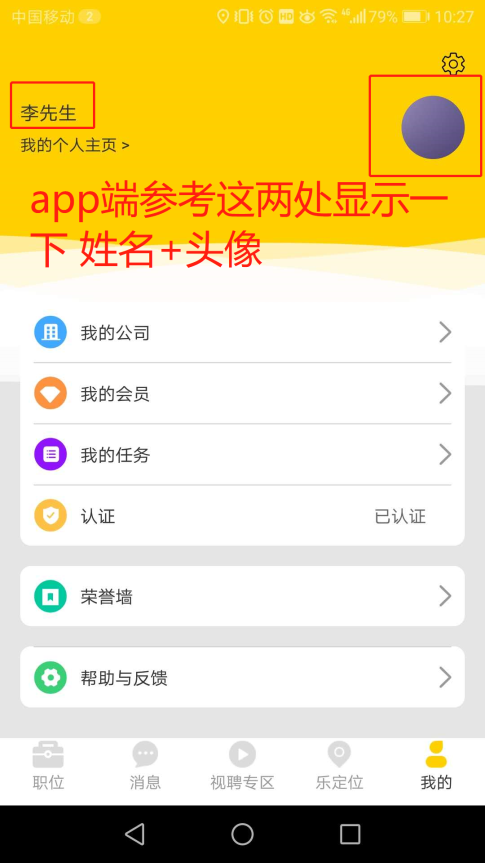 中国移动 2 HD 4G 79% 10:27
李先生
我的个人主页 >
app端参考这两处显示一
下 姓名+头像
我的公司
我的会员
我的任务
认证 已认证
荣誉墙
帮助与反馈
职位 消息 视聘专区 乐定位 我的